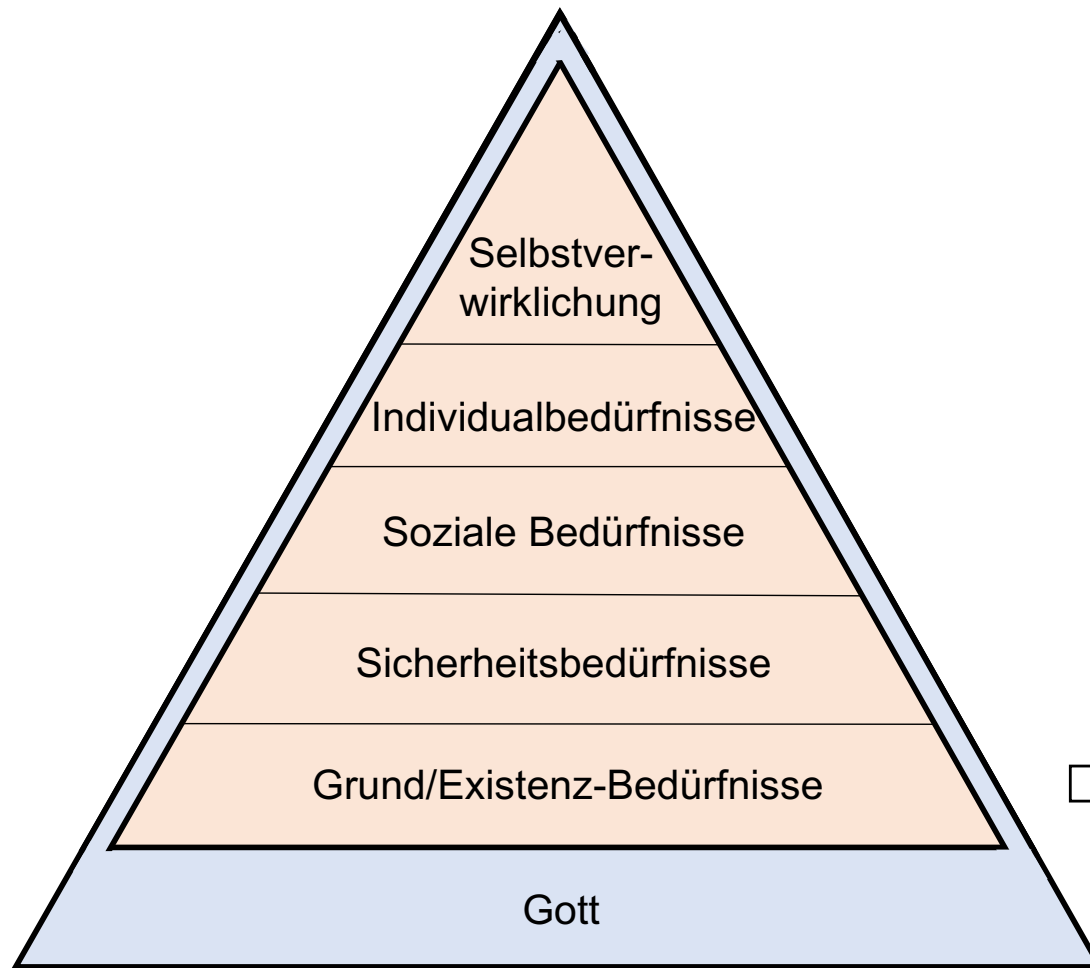 Selbstver-
wirklichung
Individualbedürfnisse
Soziale Bedürfnisse
Sicherheitsbedürfnisse
Grund/Existenz-Bedürfnisse
Gott